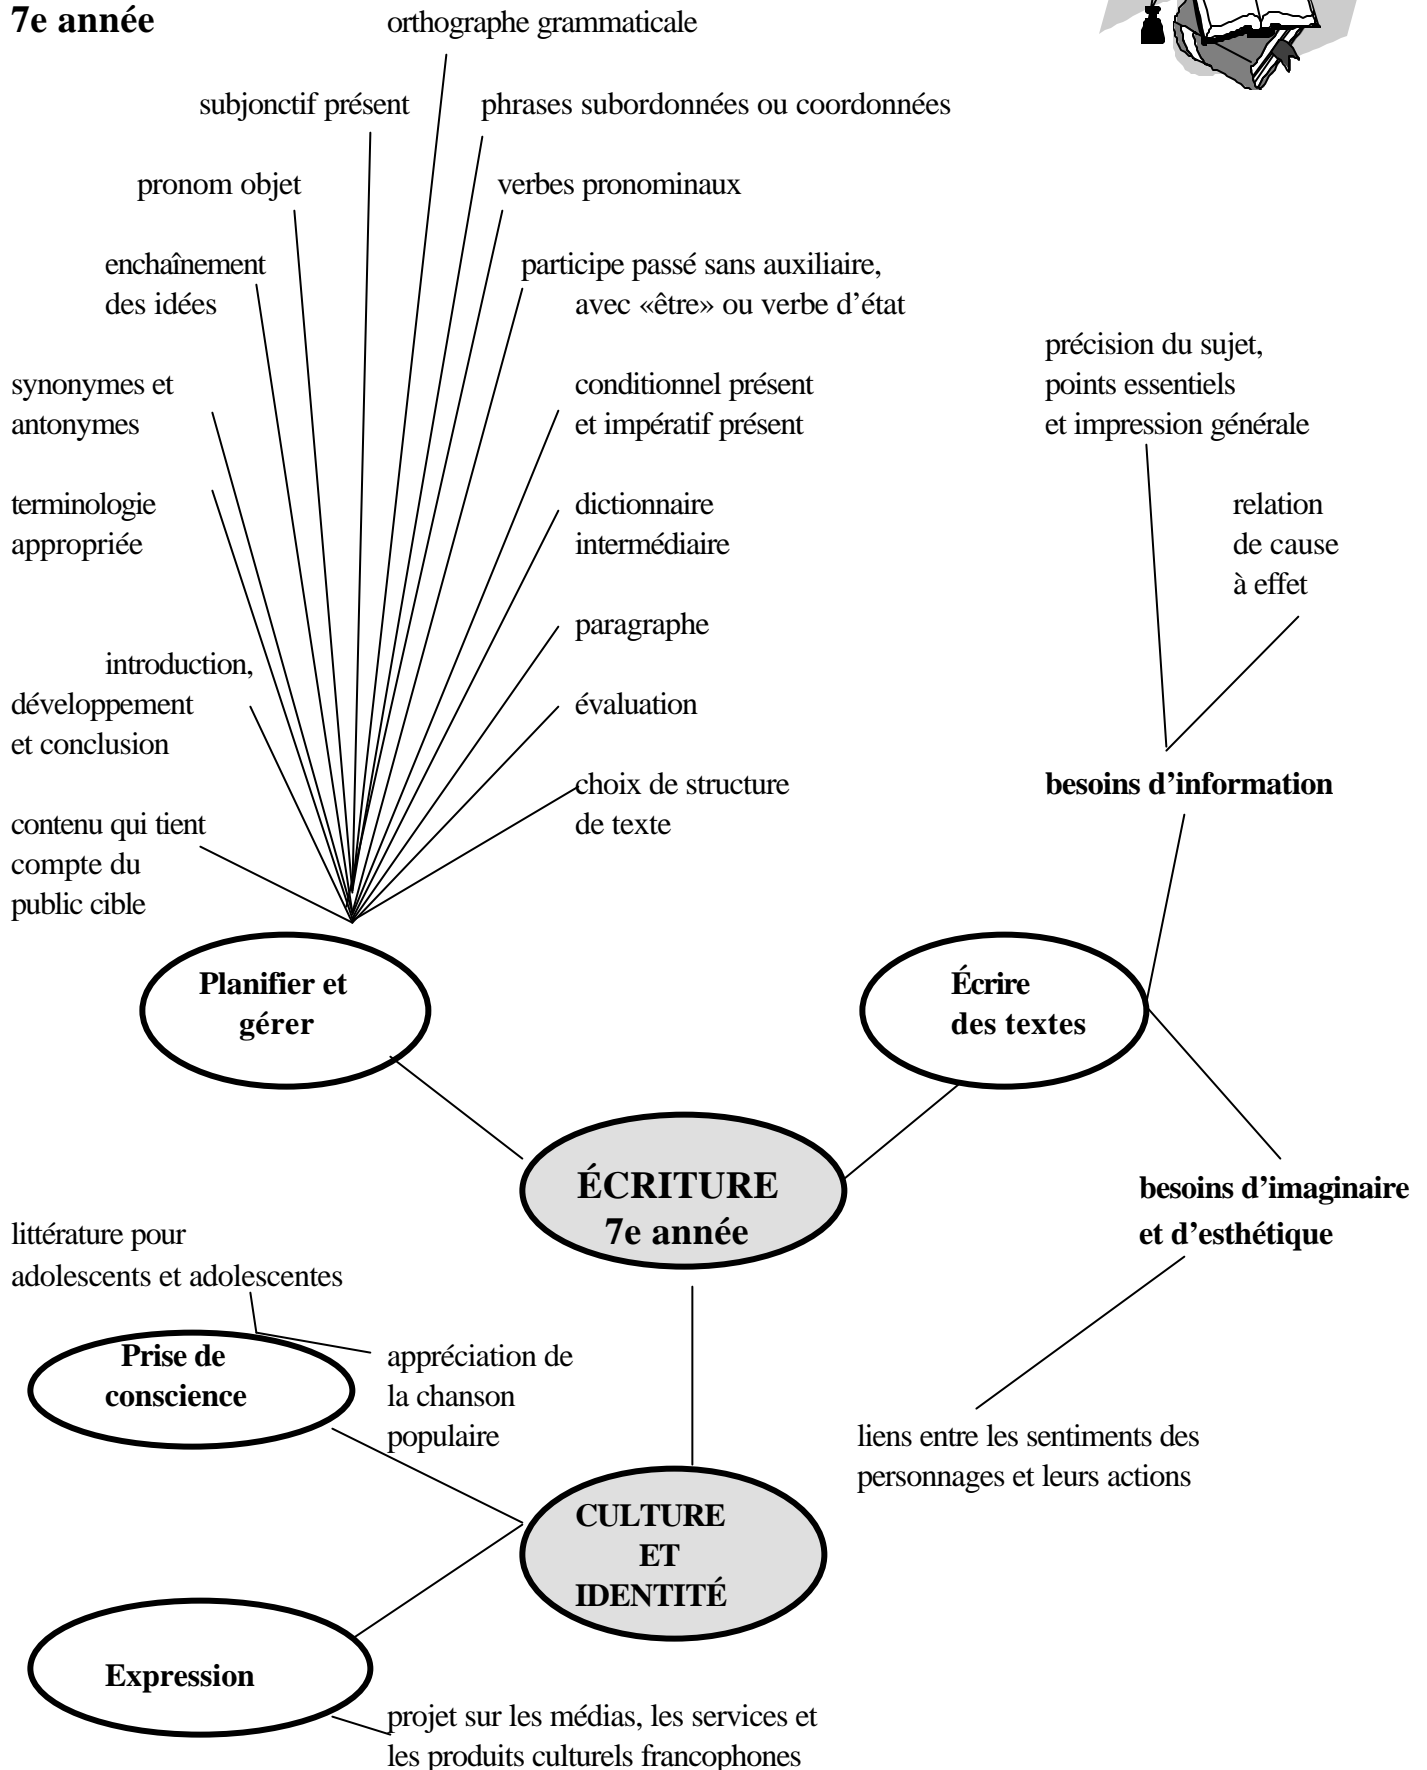 7e année
orthographe grammaticale
subjonctif présent
phrases subordonnées ou coordonnées
pronom objet
verbes pronominaux
enchaînement
des idées
participe passé sans auxiliaire,
avec «être» ou verbe d’état
précision du sujet,
points essentiels
et impression générale
synonymes et
antonymes
conditionnel présent
et impératif présent
terminologie
appropriée
dictionnaire
intermédiaire
relation
de cause
à effet
paragraphe
introduction,
développement
et conclusion
évaluation
choix de structure
de texte
besoins d’information
contenu qui tient
compte du
public cible
Planifier et
gérer
Écrire
des textes
ÉCRITURE
7e année
besoins d’imaginaire
et d’esthétique
littérature pour
adolescents et adolescentes
Prise de
conscience
appréciation de
la chanson
populaire
liens entre les sentiments des
personnages et leurs actions
CULTURE
ET
IDENTITÉ
Expression
projet sur les médias, les services et
les produits culturels francophones